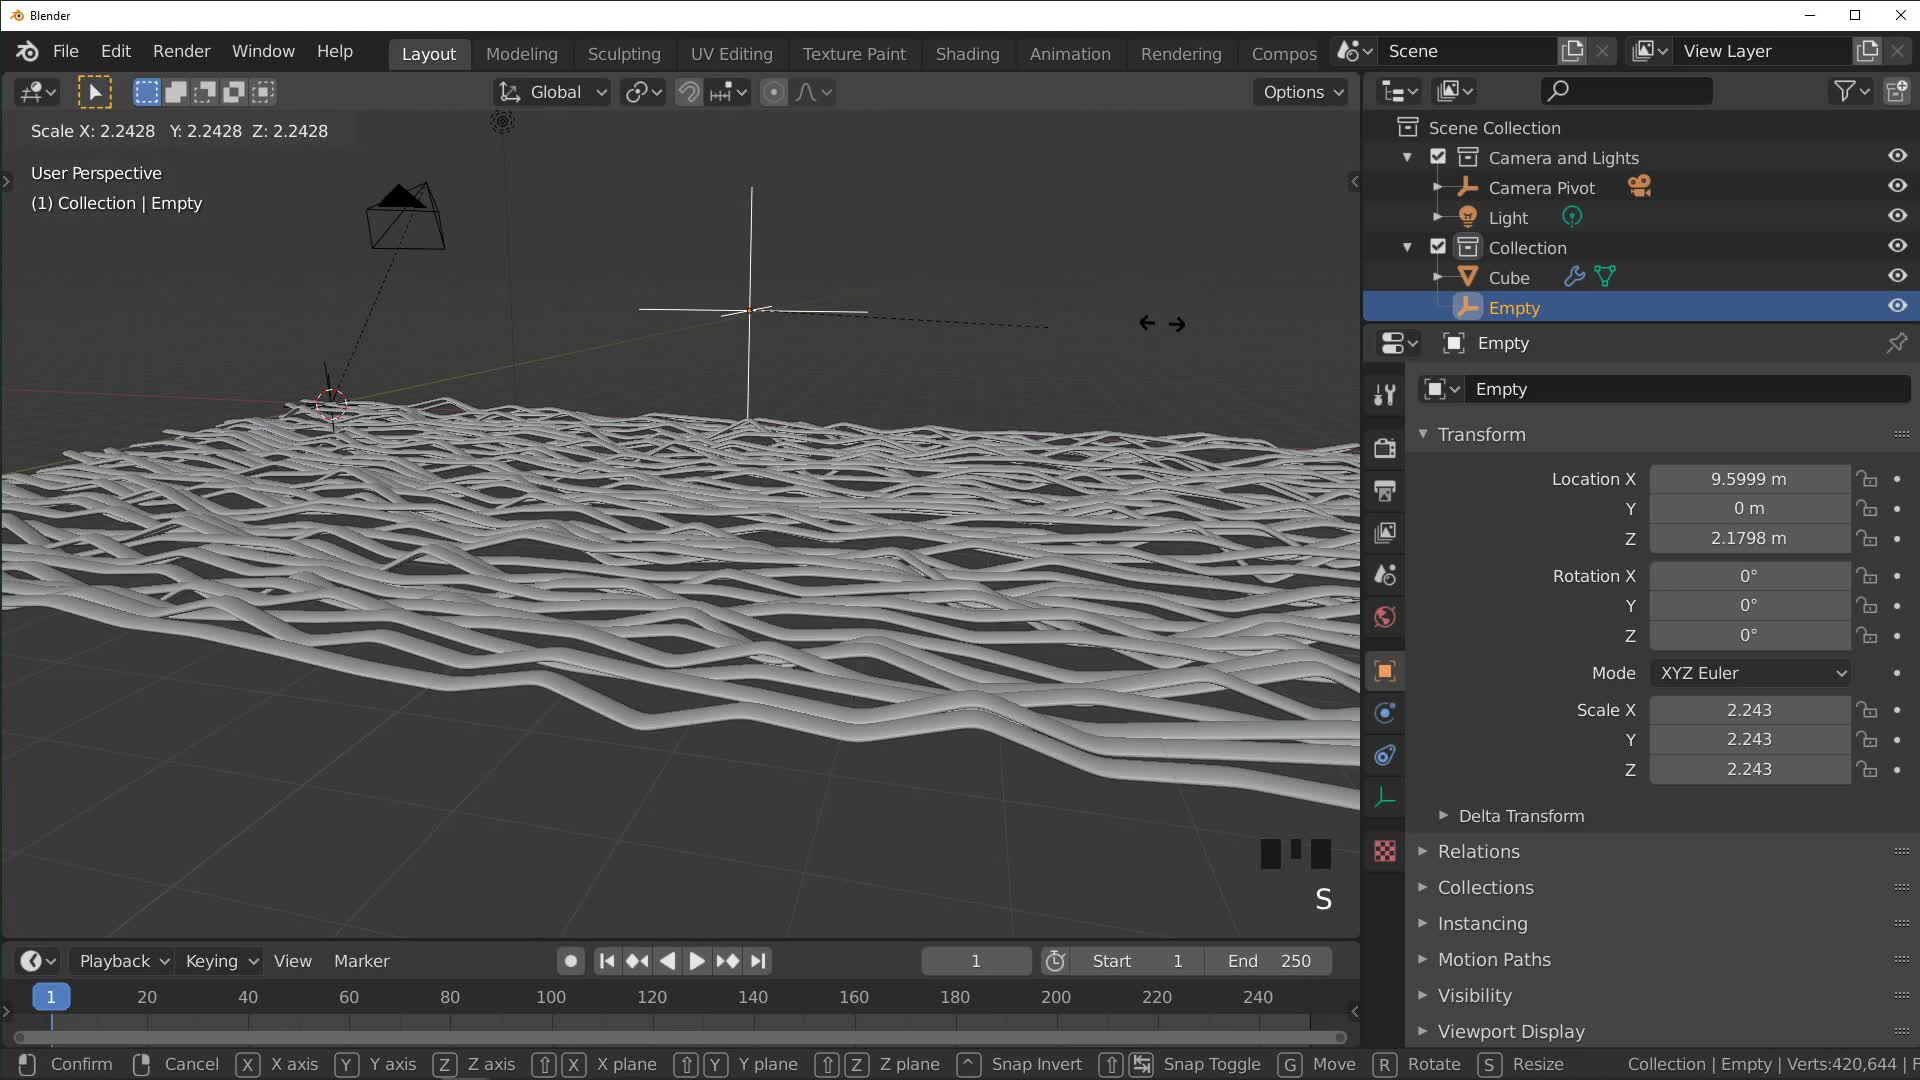 Blender
File Edit Render Window Help
Layout Modeling Sculpting UV Editing Texture Paint Shading Animation Rendering Compos
Scene
View Layer
Global
Options
Scale X: 2.2428 Y: 2.2428 Z: 2.2428
User Perspective
(1) Collection | Empty
Scene Collection
Camera and Lights
Camera Pivot
Light
Collection
Cube
Empty
Empty
Empty
Transform
Location X 9.5999 m
Y 0 m
Z 2.1798 m
Rotation X 0°
Y 0°
Z 0°
Mode XYZ Euler
Scale X 2.243
Y 2.243
Z 2.243
Delta Transform
Relations
Collections
Instancing
Motion Paths
Visibility
Viewport Display
S
Playback Keying View Marker
1
Start 1
End 250
1 20 40 60 80 100 120 140 160 180 200 220 240
Confirm Cancel X X axis Y Y axis Z Z axis X X plane Y Y plane Z Z plane Snap Invert Snap Toggle G Move R Rotate S Resize
Collection | Empty | Verts:420,644 | F